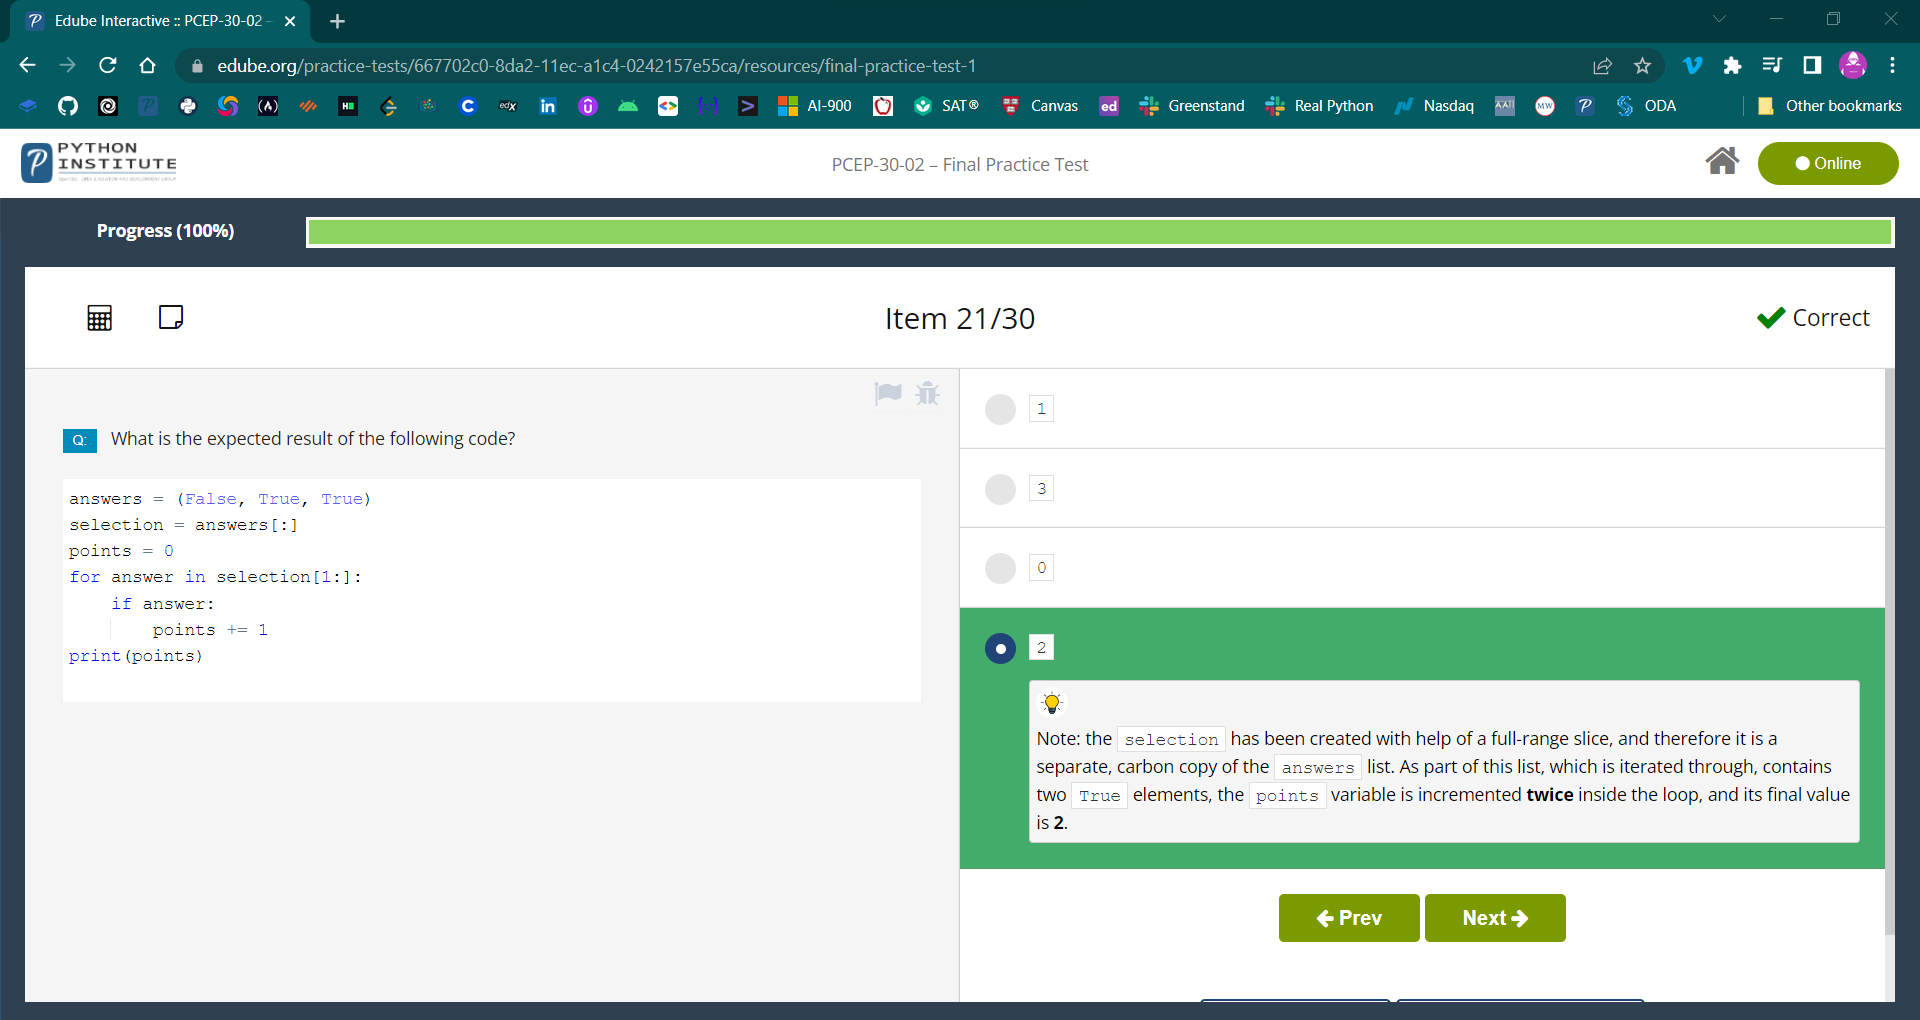 Edube Interactive :: PCEP-30-02 –
edube.org/practice-tests/667702c0-8da2-11ec-a1c4-0242157e55ca/resources/final-practice-test-1
AI-900
SAT®
Canvas
ed
Greenstand
Real Python
Nasdaq
MW
ODA
Other bookmarks
PYTHON
INSTITUTE
PCEP-30-02 – Final Practice Test
Online
Progress (100%)
Item 21/30
Correct
Q:
What is the expected result of the following code?
answers = (False, True, True)
selection = answers[:]
points = 0
for answer in selection[1:]:
if answer:
points += 1
print(points)
1
3
0
2
Note: the selection has been created with help of a full-range slice, and therefore it is a
separate, carbon copy of the answers list. As part of this list, which is iterated through, contains
two True elements, the points variable is incremented twice inside the loop, and its final value
is 2.
Prev
Next